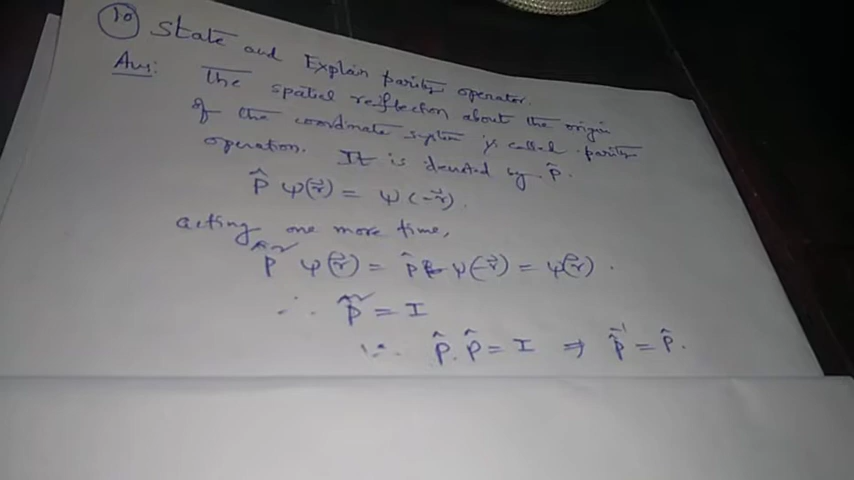 10 State and Explain parity operator.
Ans: The spatial reflection about the origin
of the coordinate system is called parity
operation. It is denoted by p̂.
P̂ ψ(r⃗) = ψ(-r⃗).
acting one more time,
p̂² ψ(r⃗) = p̂ ψ(-r⃗) = ψ(r⃗).
∴ p̂² = I
∵ p̂. p̂ = I ⇒ p̂⁻¹ = p̂.